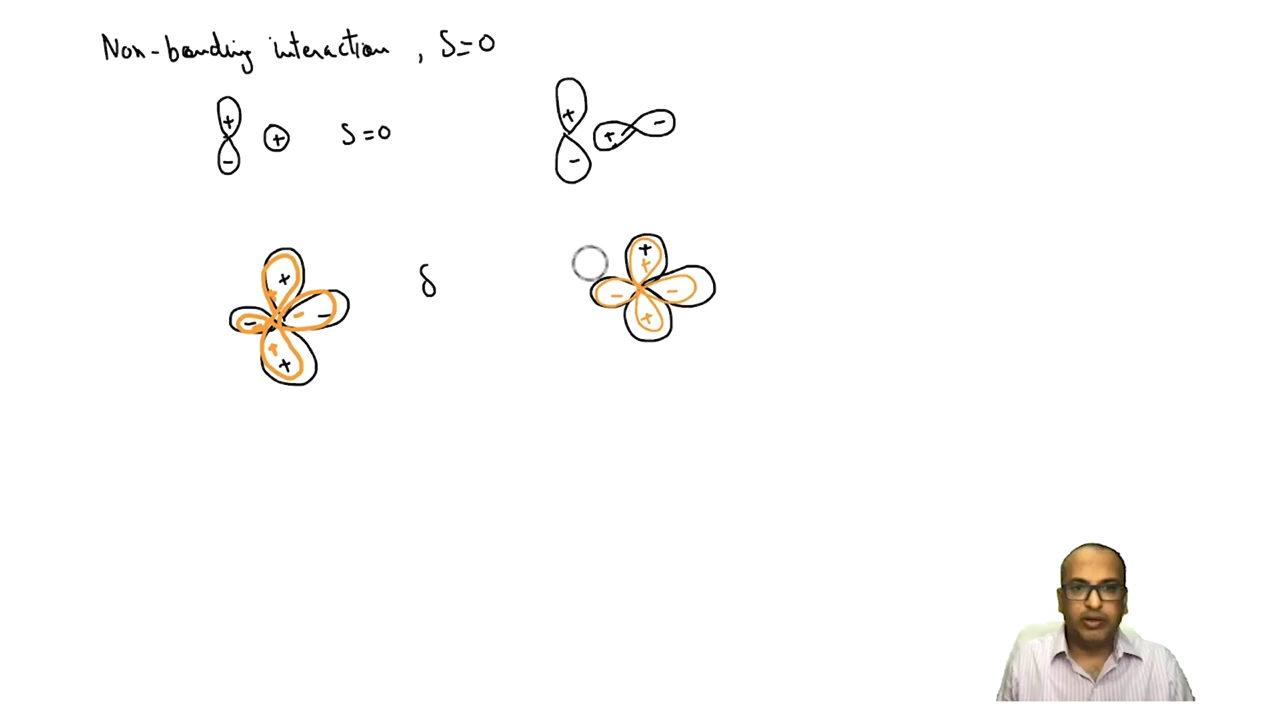 Non-bonding interaction, S=0
+ - + S=0 + - + -
+ + - - - - + + δ + + - - +